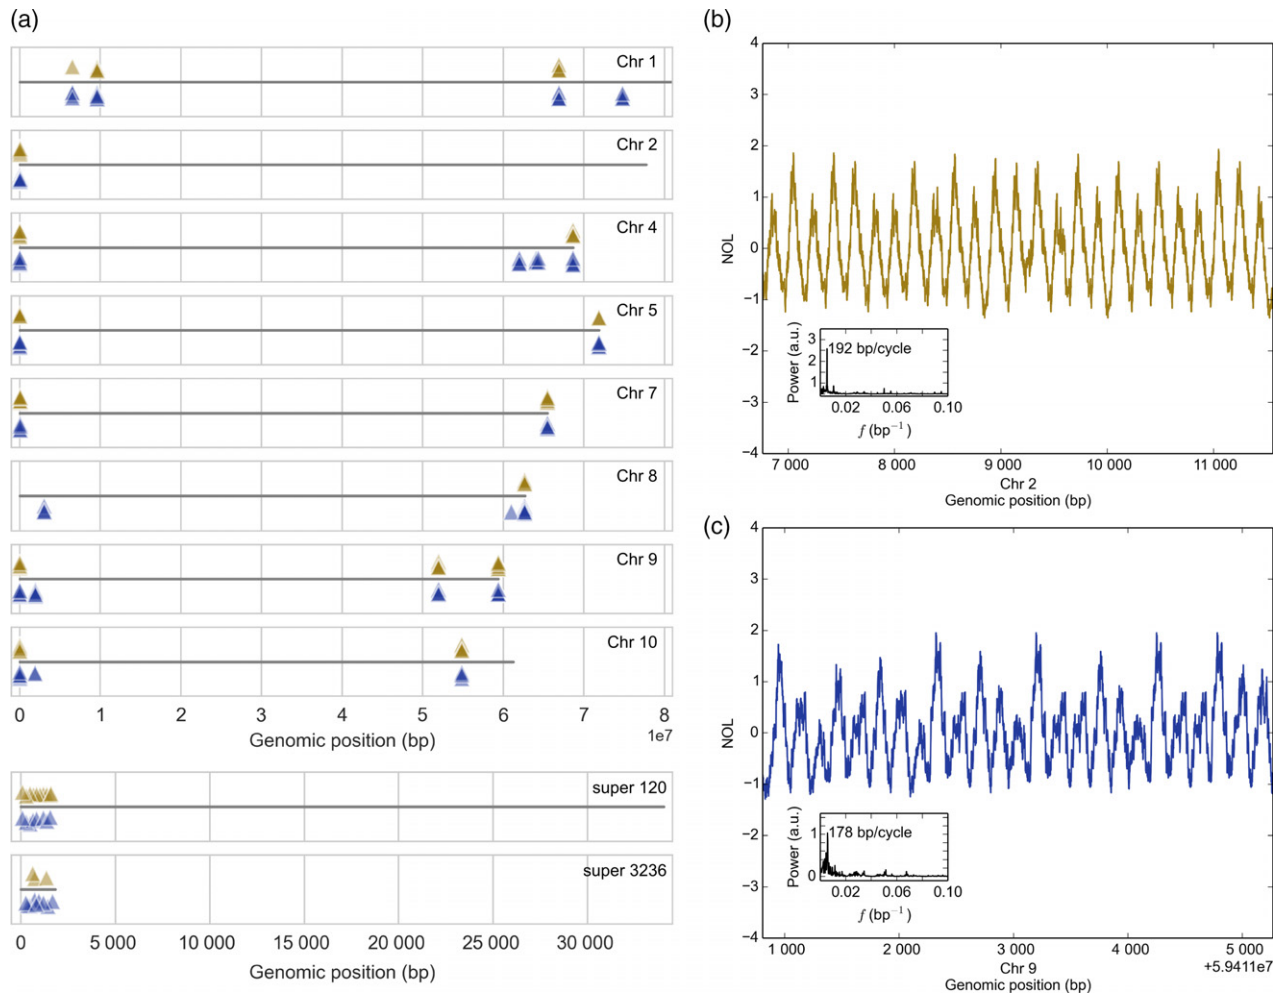 (a)
Chr 1
Chr 2
Chr 4
Chr 5
Chr 7
Chr 8
Chr 9
Chr 10
0 1 2 3 4 5 6 7 8
1e7
Genomic position (bp)
super 120
super 3236
0 5 000 10 000 15 000 20 000 25 000 30 000
Genomic position (bp)
(b)
4
3
2
1
0
−1
−2
−3
−4
NOL
192 bp/cycle
3
2
1
Power (a.u.)
0.02 0.06 0.10
f (bp⁻¹)
7 000 8 000 9 000 10 000 11 000
Chr 2
Genomic position (bp)
(c)
4
3
2
1
0
−1
−2
−3
−4
NOL
178 bp/cycle
1
0
Power (a.u.)
0.02 0.06 0.10
f (bp⁻¹)
1 000 2 000 3 000 4 000 5 000
+5.9411e7
Chr 9
Genomic position (bp)